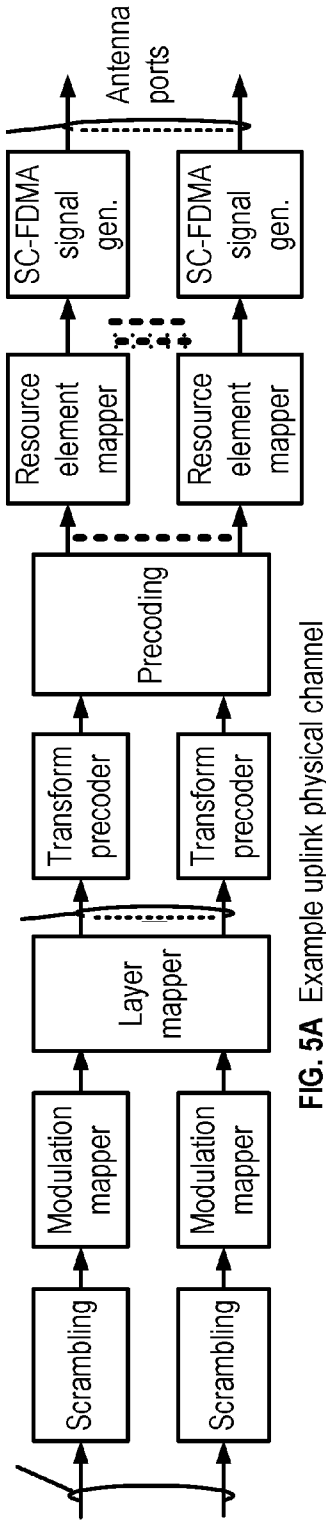 Scrambling
Modulation
mapper
Layer
mapper
Transform
precoder
Precoding
Resource
element
mapper
SC-FDMA
signal
gen.
Antenna
ports
Scrambling
Modulation
mapper
Transform
precoder
Resource
element
mapper
SC-FDMA
signal
gen.
FIG. 5A Example uplink physical channel